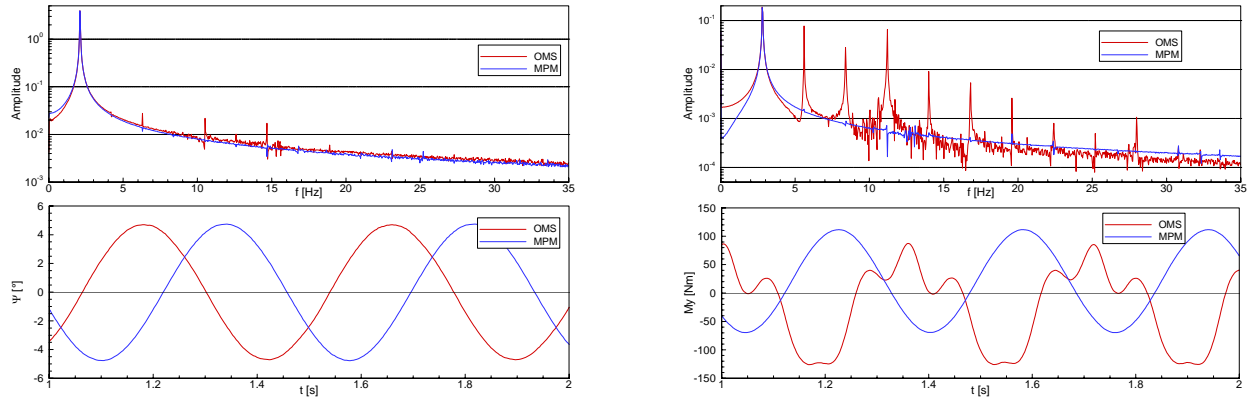 Amplitude
10⁰
10⁻¹
10⁻²
10⁻³
OMS
MPM
0 5 10 15 20 25 30 35
f [Hz]
Amplitude
10⁻¹
10⁻²
10⁻³
10⁻⁴
OMS
MPM
0 5 10 15 20 25 30 35
f [Hz]
Ψ [°]
6
4
2
0
-2
-4
-6
OMS
MPM
1 1.2 1.4 1.6 1.8 2
t [s]
My [Nm]
150
100
50
0
-50
-100
-150
OMS
MPM
1 1.2 1.4 1.6 1.8 2
t [s]